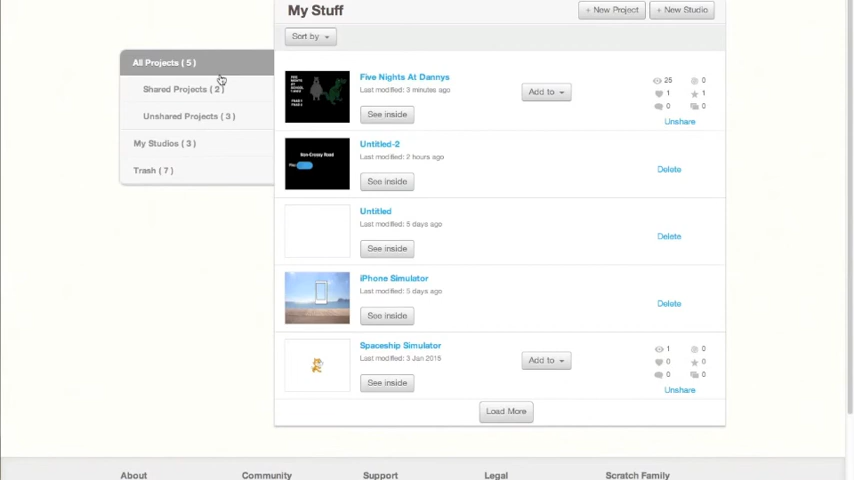 My Stuff
+ New Project
+ New Studio
Sort by
All Projects ( 5 )
Shared Projects ( 2 )
Unshared Projects ( 3 )
My Studios ( 3 )
Trash ( 7 )
Five Nights At Dannys
Last modified: 3 minutes ago
See inside
Add to
25
0
1
1
0
0
Unshare
Untitled-2
Last modified: 2 hours ago
See inside
Delete
Untitled
Last modified: 5 days ago
See inside
Delete
iPhone Simulator
Last modified: 5 days ago
See inside
Delete
Spaceship Simulator
Last modified: 3 Jan 2015
See inside
Add to
1
0
0
0
0
0
Unshare
Load More
About
Community
Support
Legal
Scratch Family